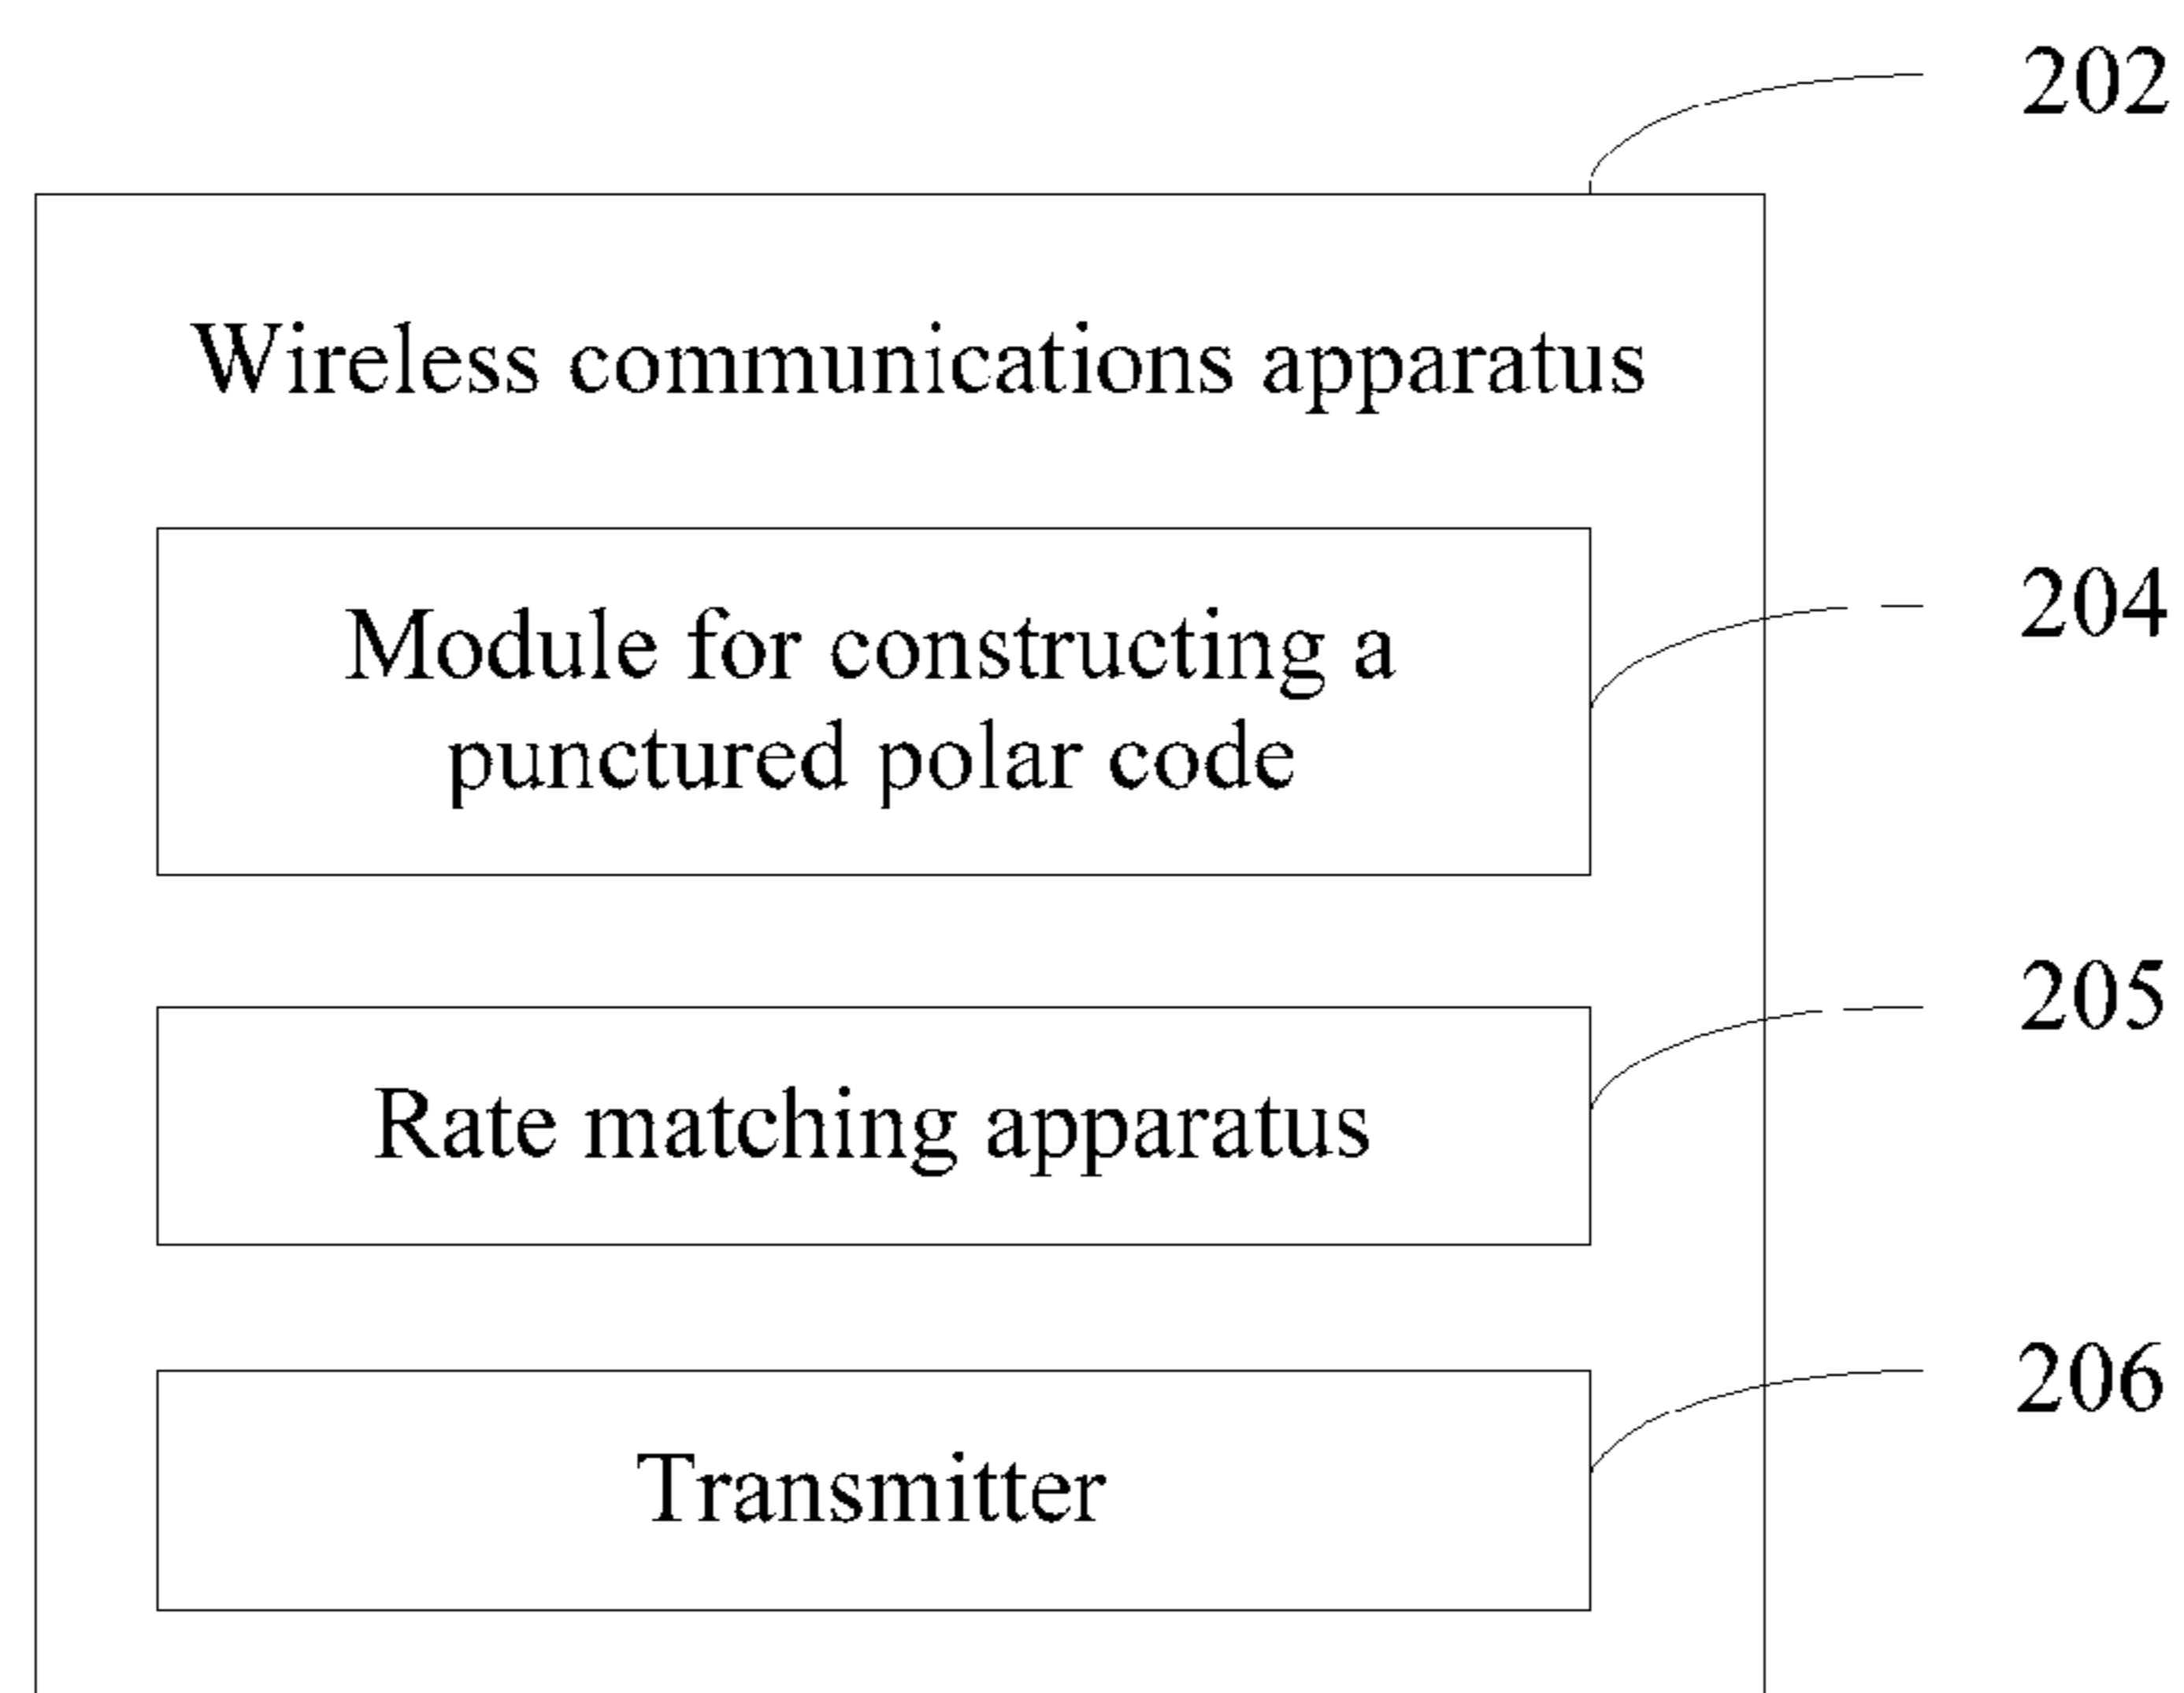 202
Wireless communications apparatus
204
Module for constructing a
punctured polar code
205
Rate matching apparatus
206
Transmitter